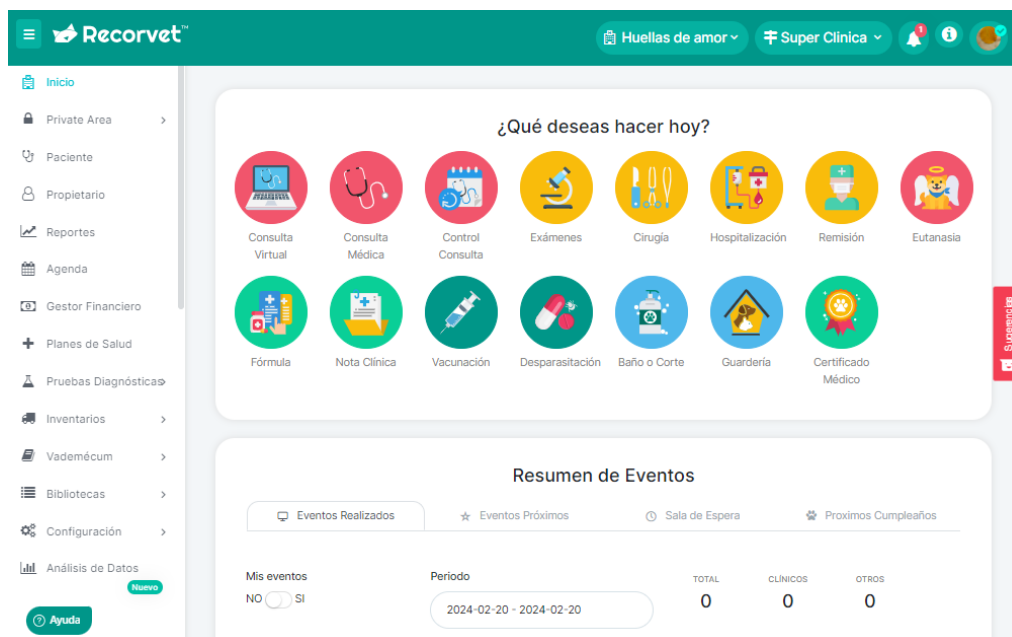 Recorvet™
Huellas de amor
Super Clinica
1
Inicio
Private Area
Paciente
Propietario
Reportes
Agenda
Gestor Financiero
Planes de Salud
Pruebas Diagnósticas
Inventarios
Vademécum
Bibliotecas
Configuración
Análisis de Datos
Nuevo
Ayuda
¿Qué deseas hacer hoy?
Consulta
Virtual
Consulta
Médica
Control
Consulta
Exámenes
Cirugía
Hospitalización
Remisión
Eutanasia
Fórmula
Nota Clínica
Vacunación
Desparasitación
Baño o Corte
Guardería
Certificado
Médico
Sugerencias
Resumen de Eventos
Eventos Realizados
Eventos Próximos
Sala de Espera
Proximos Cumpleaños
Mis eventos
NO SI
Periodo
2024-02-20 - 2024-02-20
TOTAL
0
CLÍNICOS
0
OTROS
0